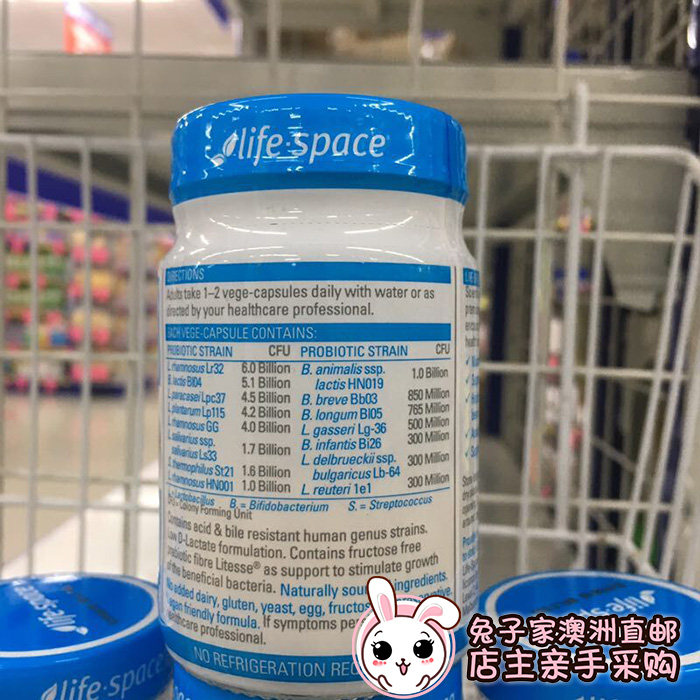 life·space
DIRECTIONS
Adults take 1–2 vege-capsules daily with water or as
directed by your healthcare professional.
EACH VEGE-CAPSULE CONTAINS:
PROBIOTIC STRAIN CFU PROBIOTIC STRAIN CFU
L. rhamnosus Lr32 6.0 Billion
B. lactis Bl04 5.1 Billion
L. paracasei Lpc37 4.5 Billion
L. plantarum Lp115 4.2 Billion
L. rhamnosus GG 4.0 Billion
L. salivarius ssp.
salivarius Ls33 1.7 Billion
S. thermophilus St21 1.6 Billion
L. rhamnosus HN001 1.0 Billion
B. animalis ssp.
lactis HN019 1.0 Billion
B. breve Bb03 850 Million
B. longum Bl05 765 Million
L. gasseri Lg-36 500 Million
B. infantis Bi26 300 Million
L. delbrueckii ssp.
bulgaricus Lb-64 300 Million
L. reuteri 1e1 300 Million
L = Lactobacillus B. = Bifidobacterium S. = Streptococcus
Colony Forming Unit
Contains acid & bile resistant human genus strains.
Low D-Lactate formulation. Contains fructose free
prebiotic fibre Litesse® as support to stimulate growth
of the beneficial bacteria. Naturally ingredients.
No added dairy, gluten, yeast, egg,
vegan friendly formula. If symptoms
healthcare professional.
NO REFRIGERATION
life·space
life
兔子家澳洲直邮
店主亲手采购